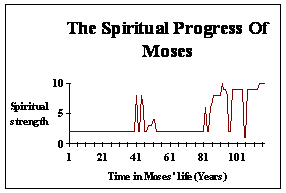 The Spiritual Progress Of
Moses
10
Spiritual
5
strength
0
1 21 41 61 81 101
Time in Moses' life (Years)